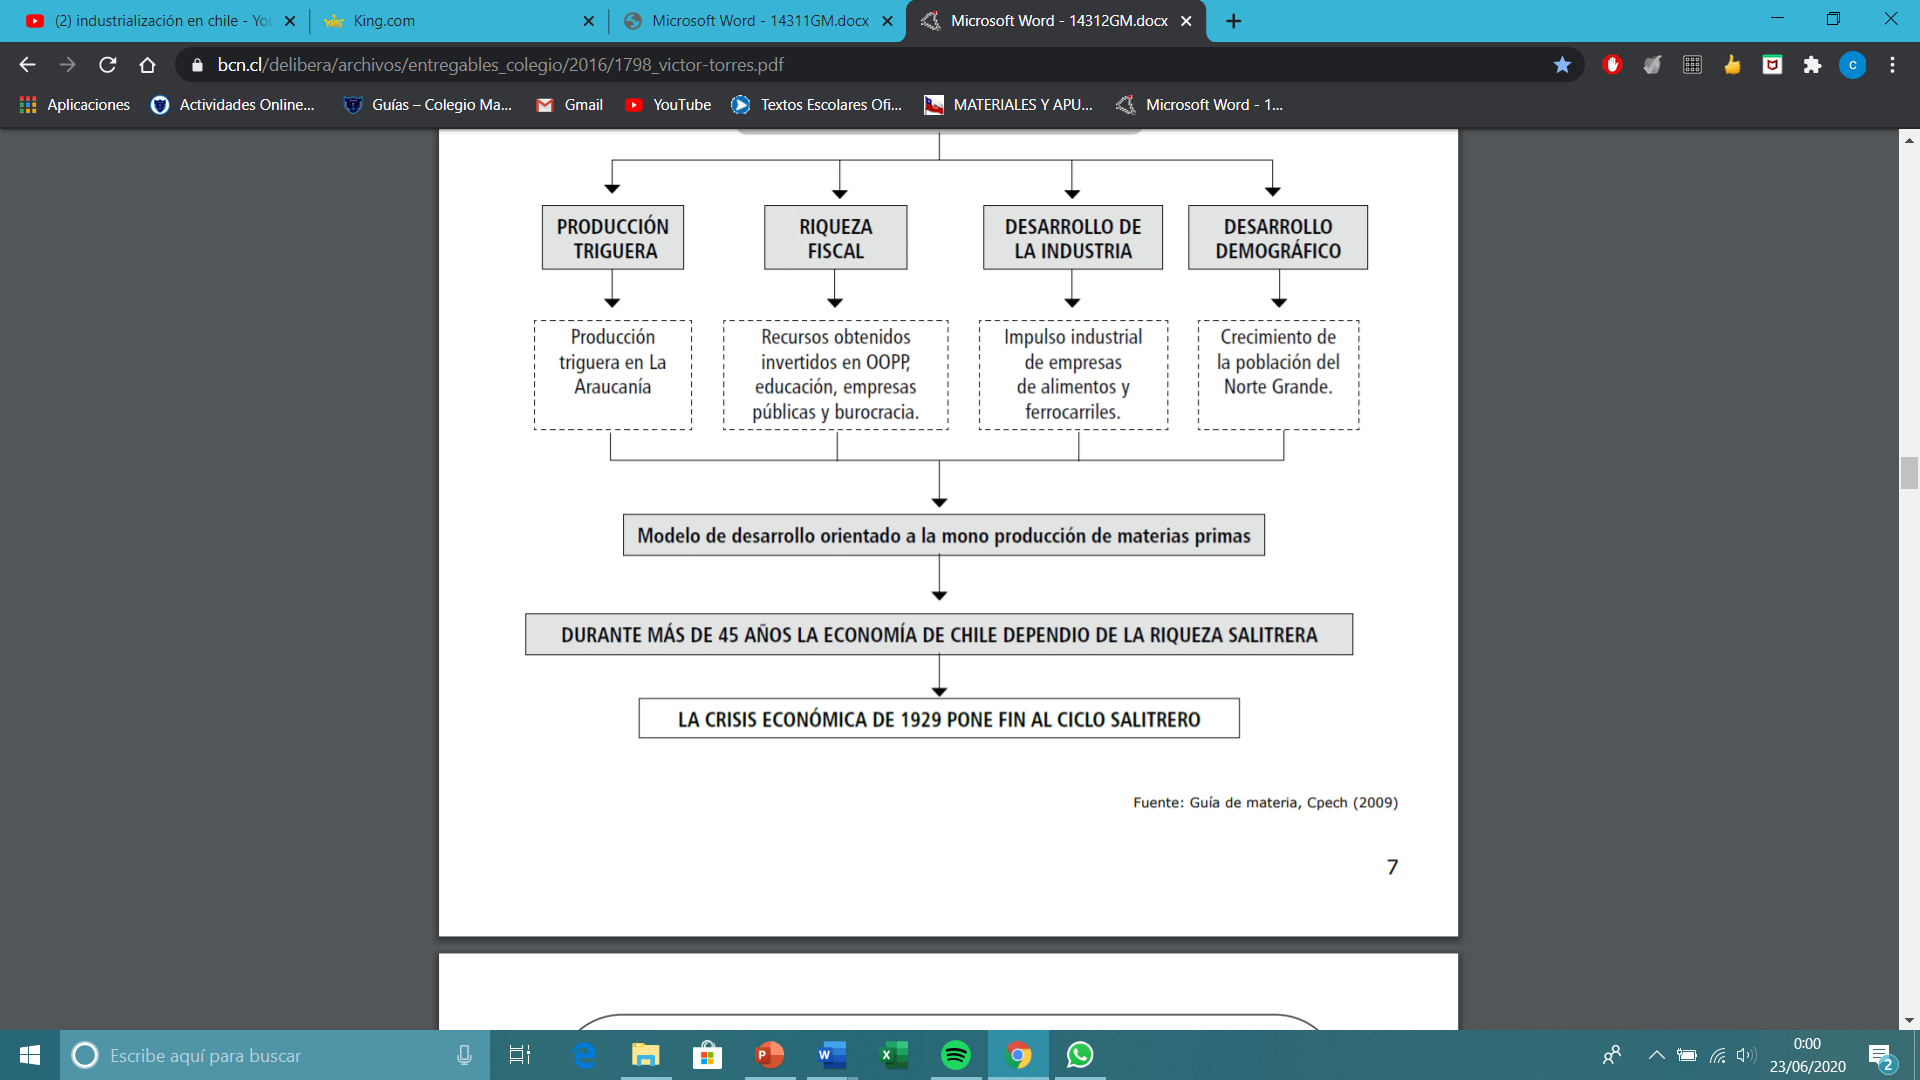 (2) industrialización en chile - You
King.com
Microsoft Word - 14311GM.docx
Microsoft Word - 14312GM.docx
bcn.cl/delibera/archivos/entregables_colegio/2016/1798_victor-torres.pdf
c
Aplicaciones
Actividades Online...
Guías – Colegio Ma...
Gmail
YouTube
Textos Escolares Ofi...
MATERIALES Y APU...
Microsoft Word - 1...
PRODUCCIÓN
TRIGUERA
RIQUEZA
FISCAL
DESARROLLO DE
LA INDUSTRIA
DESARROLLO
DEMOGRÁFICO
Producción
triguera en La
Araucanía
Recursos obtenidos
invertidos en OOPP,
educación, empresas
públicas y burocracia.
Impulso industrial
de empresas
de alimentos y
ferrocarriles.
Crecimiento de
la población del
Norte Grande.
Modelo de desarrollo orientado a la mono producción de materias primas
DURANTE MÁS DE 45 AÑOS LA ECONOMÍA DE CHILE DEPENDIO DE LA RIQUEZA SALITRERA
LA CRISIS ECONÓMICA DE 1929 PONE FIN AL CICLO SALITRERO
Fuente: Guía de materia, Cpech (2009)
7
Escribe aquí para buscar
0:00
23/06/2020
2